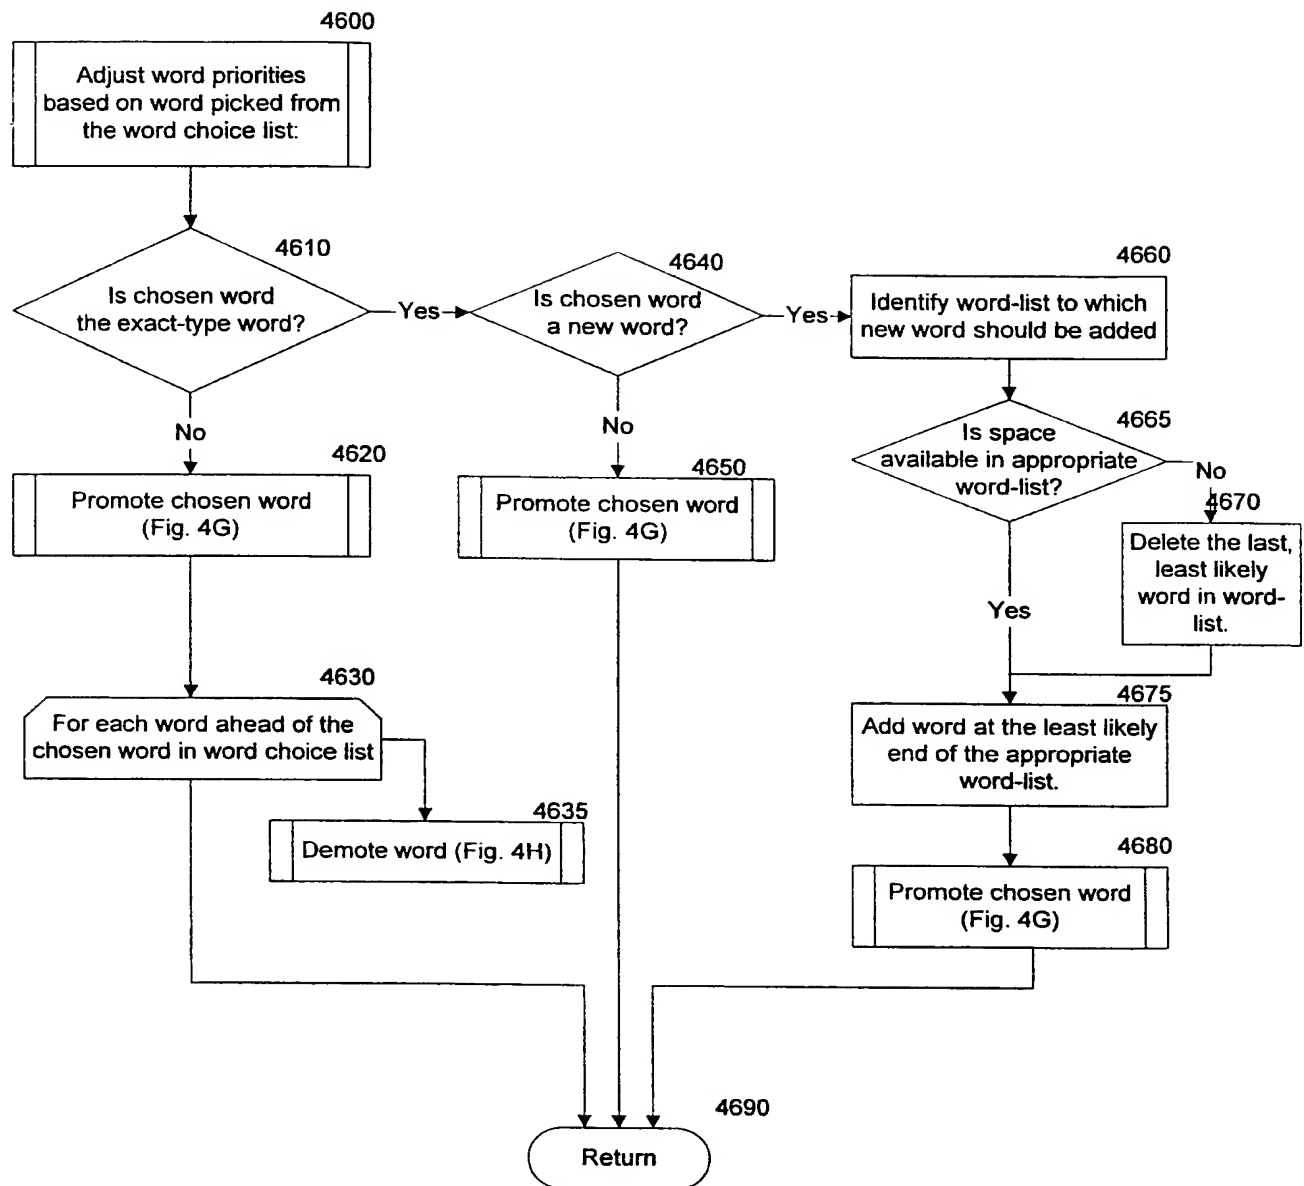 4600
Adjust word priorities
based on word picked from
the word choice list:
4610
Is chosen word
the exact-type word?
Yes
No
4640
Is chosen word
a new word?
Yes
No
4660
Identify word-list to which
new word should be added
4665
Is space
available in appropriate
word-list?
No
Yes
4670
Delete the last,
least likely
word in word-
list.
4620
Promote chosen word
(Fig. 4G)
4650
Promote chosen word
(Fig. 4G)
4630
For each word ahead of the
chosen word in word choice list
4635
Demote word (Fig. 4H)
4675
Add word at the least likely
end of the appropriate
word-list.
4680
Promote chosen word
(Fig. 4G)
4690
Return